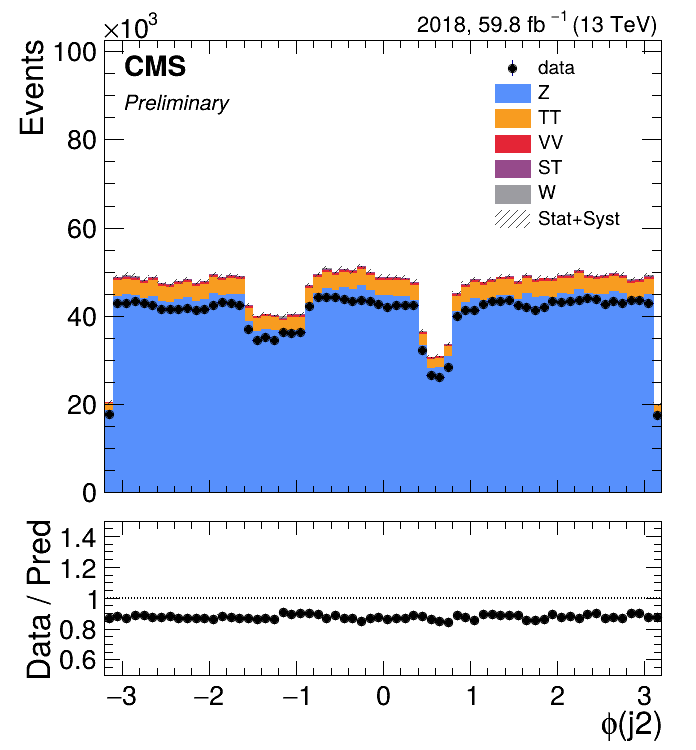 ×10³
2018, 59.8 fb⁻¹ (13 TeV)
Events
100
80
60
40
20
0
CMS
Preliminary
data
Z
TT
VV
ST
W
Stat+Syst
Data / Pred
1.4
1.2
1
0.8
0.6
−3 −2 −1 0 1 2 3
ϕ(j2)